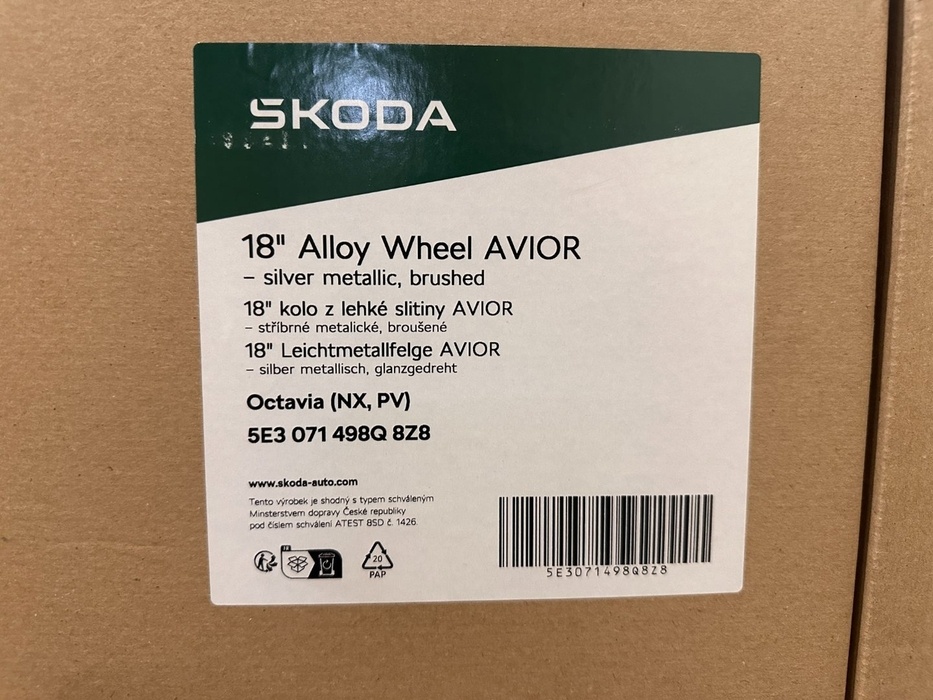 ŠKODA
18" Alloy Wheel AVIOR
– silver metallic, brushed
18" kolo z lehké slitiny AVIOR
– stříbrné metalické, broušené
18" Leichtmetallfelge AVIOR
– silber metallisch, glanzgedreht
Octavia (NX, PV)
5E3 071 498Q 8Z8
www.skoda-auto.com
Tento výrobek je shodný s typem schváleným
Minsterstvem dopravy České republiky
pod číslem schválení ATEST 8SD č. 1426.
20
PAP
5E3071498Q8Z8